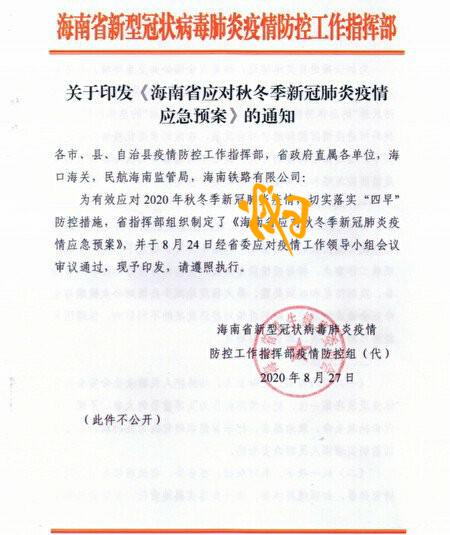 海南省新型冠状病毒肺炎疫情防控工作指挥部
关于印发《海南省应对秋冬季新冠肺炎疫情
应急预案》的通知
各市、县、自治县疫情防控工作指挥部，省政府直属各单位，海
口海关，民航海南监管局，海南铁路有限公司：
为有效应对2020年秋冬季新冠肺炎疫情，切实落实“四早”
防控措施，省指挥部组织制定了《海南省应对秋冬季新冠肺炎疫
情应急预案》，并于8月24日经省委应对疫情工作领导小组会议
审议通过，现予印发，请遵照执行。
海南省新型冠状病毒肺炎疫情
防控工作指挥部疫情防控组（代）
2020年8月27日
（此件不公开）